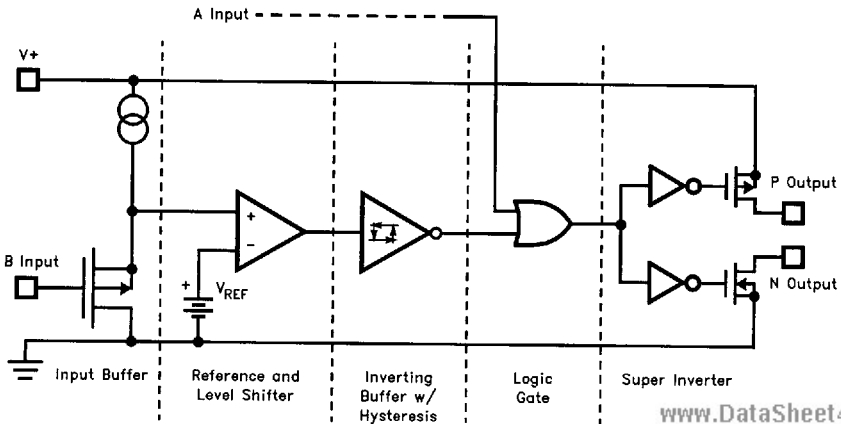 A Input
V+
P Output
B Input
+
−
+
VREF
N Output
Input Buffer
Reference and
Level Shifter
Inverting
Buffer w/
Hysteresis
Logic
Gate
Super Inverter
www.DataSheet4